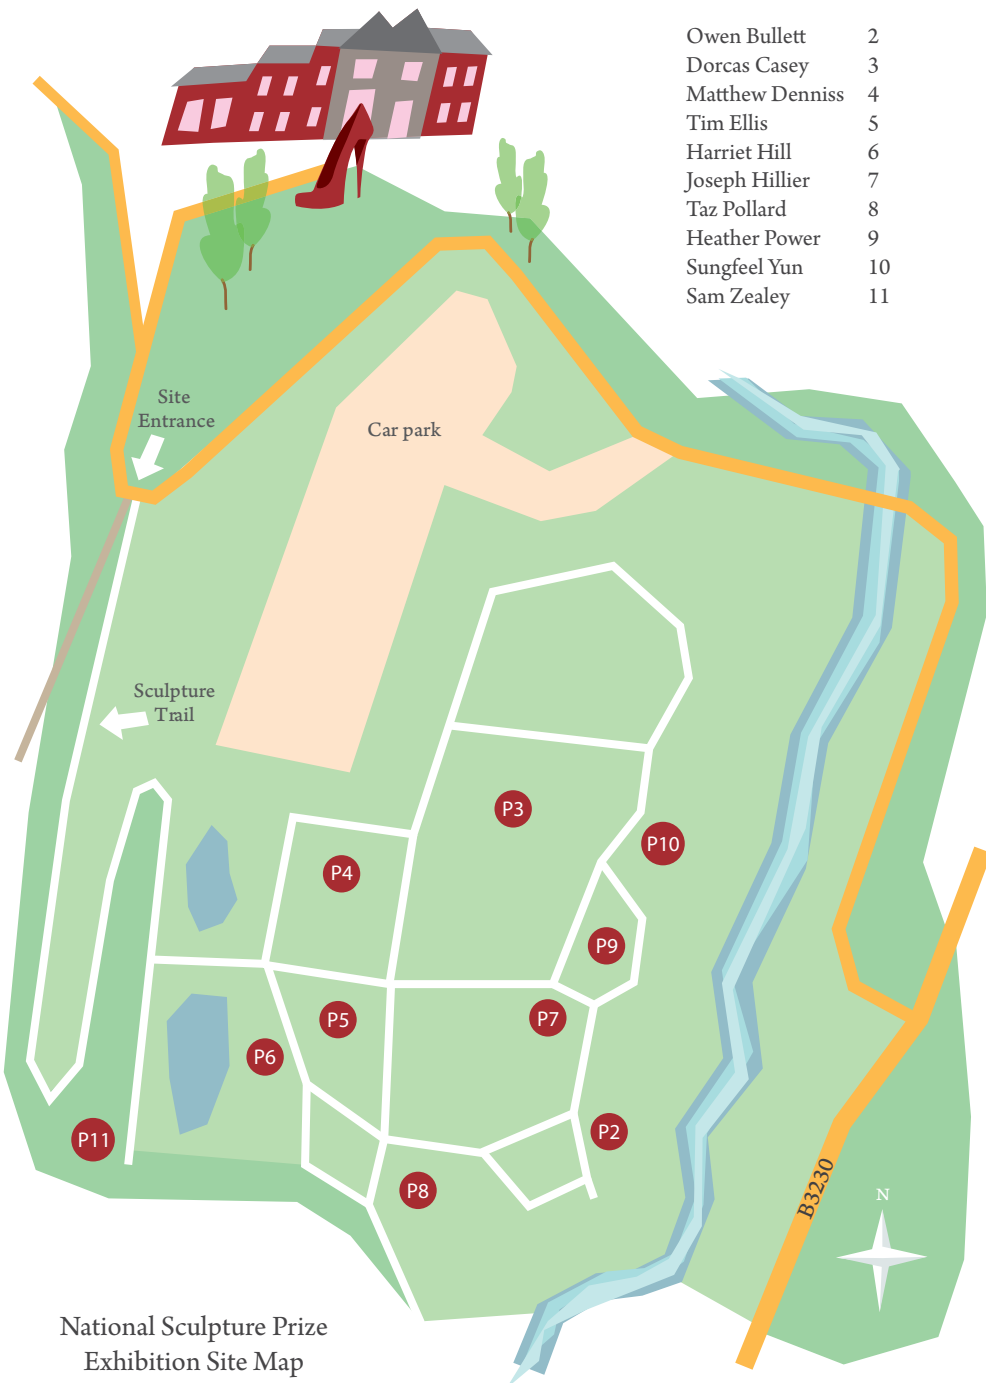 Owen Bullett 2
Dorcas Casey 3
Matthew Denniss 4
Tim Ellis 5
Harriet Hill 6
Joseph Hillier 7
Taz Pollard 8
Heather Power 9
Sungfeel Yun 10
Sam Zealey 11
Site
Entrance
Car park
Sculpture
Trail
P3
P10
P4
P9
P7
P5
P6
P2
P11
P8
B3230
N
National Sculpture Prize
Exhibition Site Map